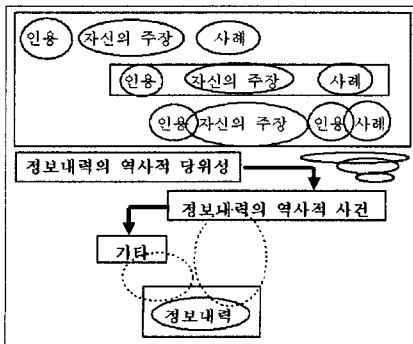 인용 자신의 주장 사례
인용 자신의 주장 사례
인용 자신의 주장 인용 사례
정보내력의 역사적 당위성
정보내력의 역사적 사건
기타
정보내력